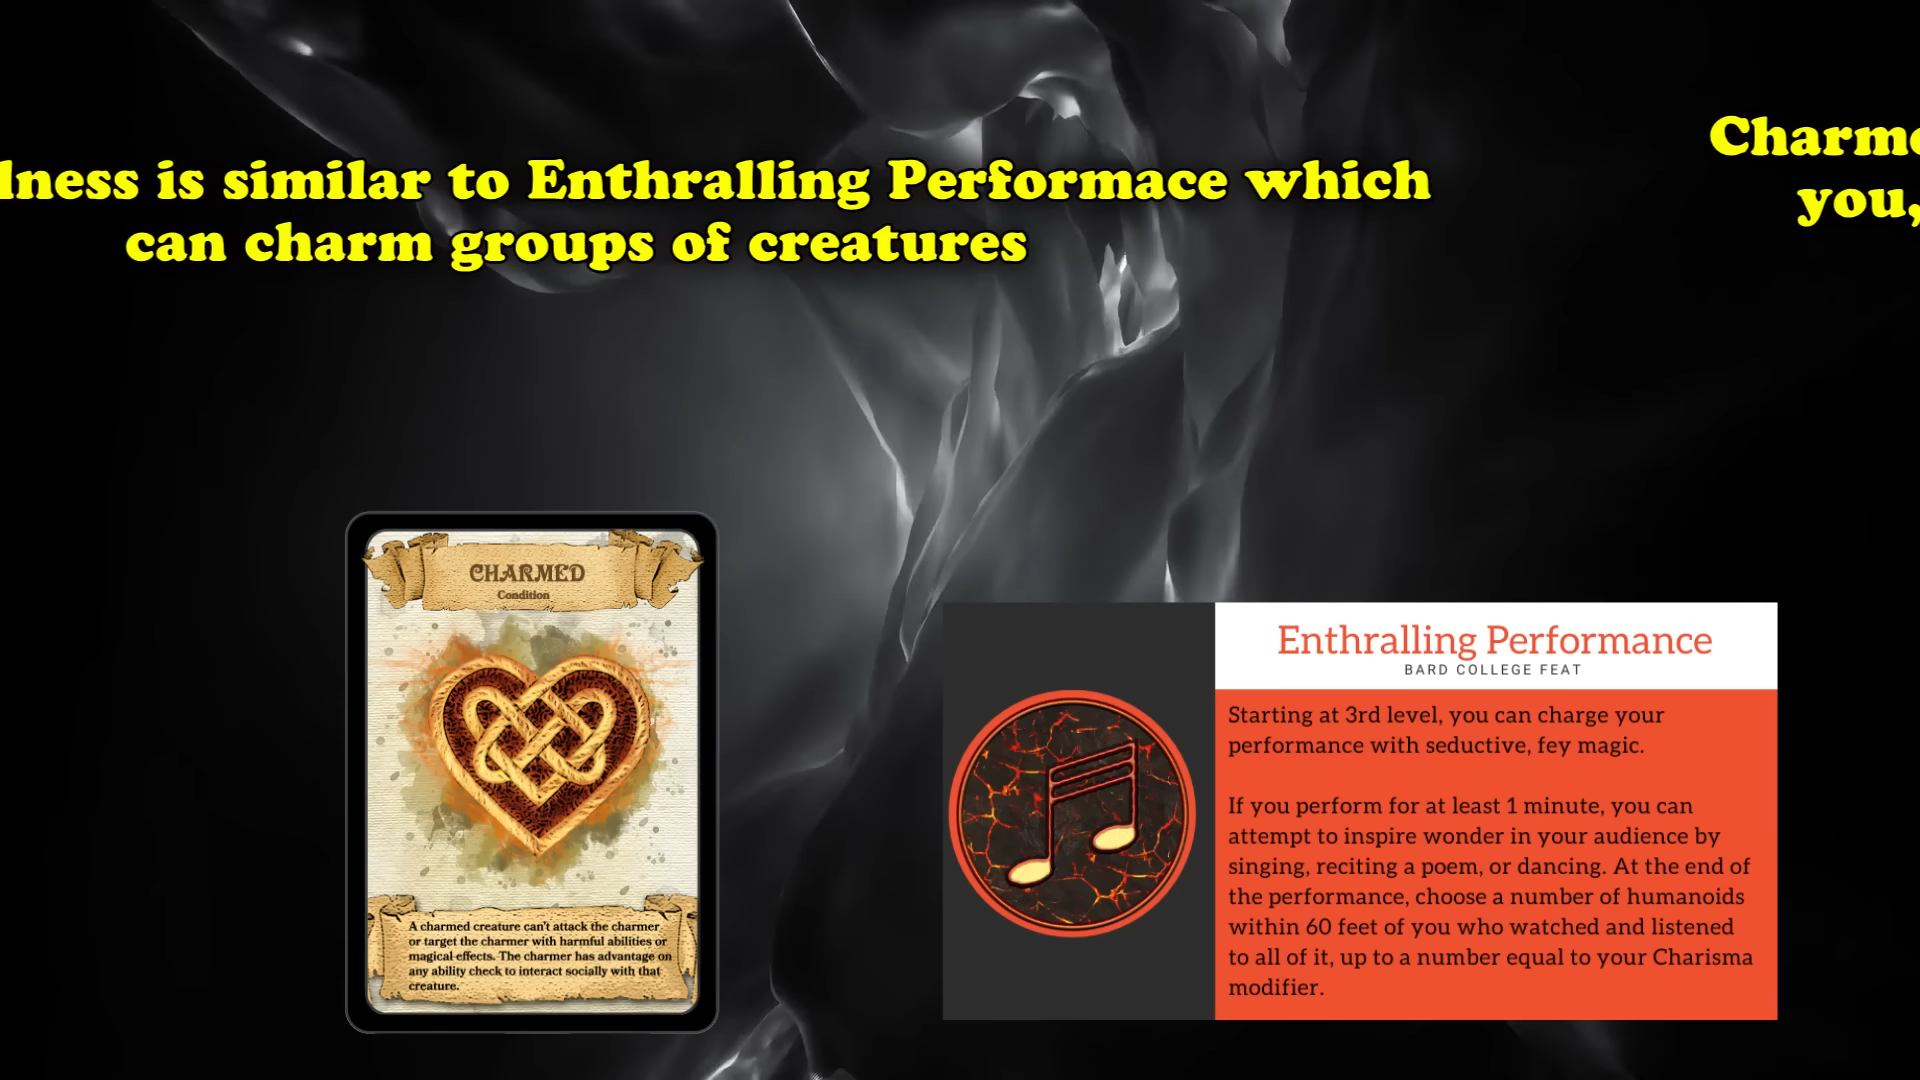 is similar to Enthralling Performace which
can charm groups of creatures
you,
CHARMED
Condition
A charmed creature can't attack the charmer
or target the charmer with harmful abilities or
magical effects. The charmer has advantage on
any ability check to interact socially with that
creature.
Enthralling Performance
BARD COLLEGE FEAT
Starting at 3rd level, you can charge your
performance with seductive, fey magic.
If you perform for at least 1 minute, you can
attempt to inspire wonder in your audience by
singing, reciting a poem, or dancing. At the end of
the performance, choose a number of humanoids
within 60 feet of you who watched and listened
to all of it, up to a number equal to your Charisma
modifier.